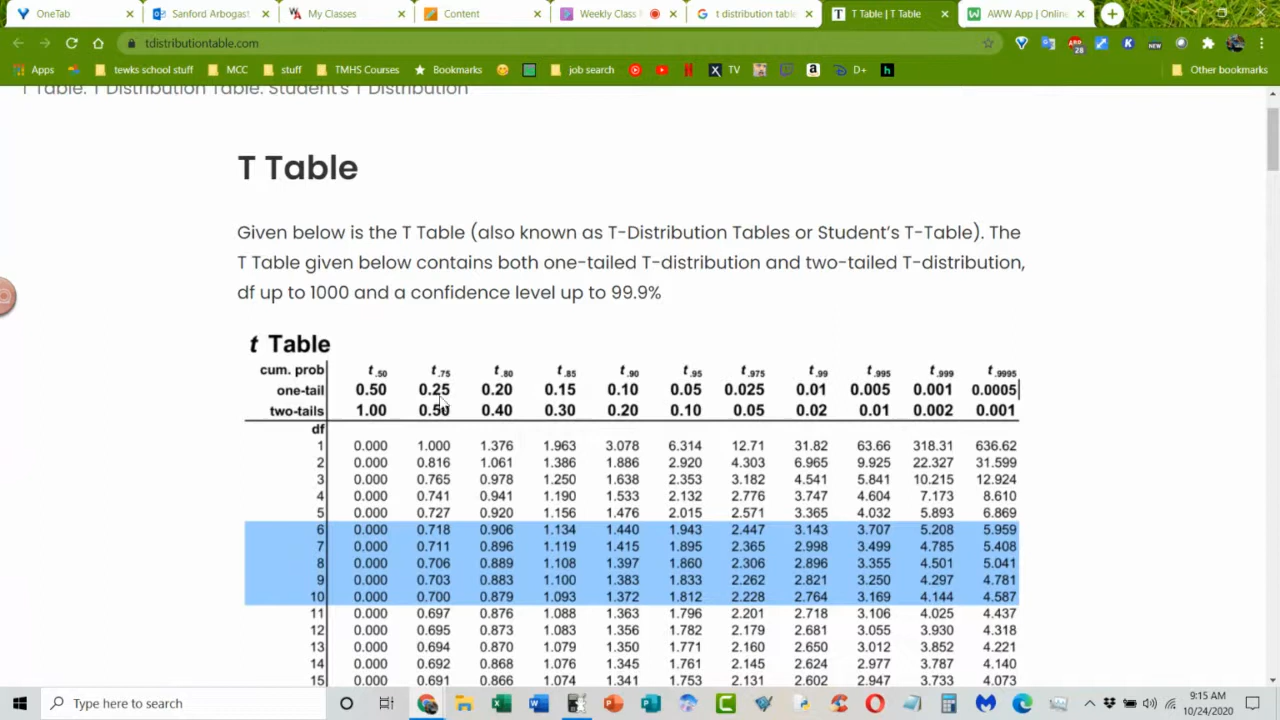 OneTab Sanford Arbogast My Classes Content Weekly Class t distribution table T Table | T Table AWW App | Online
tdistributiontable.com
Apps tewks school stuff MCC stuff TMHS Courses Bookmarks job search TV a D+ h Other bookmarks
T Table. T Distribution Table. Student's T Distribution
T Table
Given below is the T Table (also known as T-Distribution Tables or Student's T-Table). The
T Table given below contains both one-tailed T-distribution and two-tailed T-distribution,
df up to 1000 and a confidence level up to 99.9%
t Table
cum. prob t .50 t .75 t .80 t .85 t .90 t .95 t .975 t .99 t .995 t .999 t .9995
one-tail 0.50 0.25 0.20 0.15 0.10 0.05 0.025 0.01 0.005 0.001 0.0005
two-tails 1.00 0.50 0.40 0.30 0.20 0.10 0.05 0.02 0.01 0.002 0.001
df
1 0.000 1.000 1.376 1.963 3.078 6.314 12.71 31.82 63.66 318.31 636.62
2 0.000 0.816 1.061 1.386 1.886 2.920 4.303 6.965 9.925 22.327 31.599
3 0.000 0.765 0.978 1.250 1.638 2.353 3.182 4.541 5.841 10.215 12.924
4 0.000 0.741 0.941 1.190 1.533 2.132 2.776 3.747 4.604 7.173 8.610
5 0.000 0.727 0.920 1.156 1.476 2.015 2.571 3.365 4.032 5.893 6.869
6 0.000 0.718 0.906 1.134 1.440 1.943 2.447 3.143 3.707 5.208 5.959
7 0.000 0.711 0.896 1.119 1.415 1.895 2.365 2.998 3.499 4.785 5.408
8 0.000 0.706 0.889 1.108 1.397 1.860 2.306 2.896 3.355 4.501 5.041
9 0.000 0.703 0.883 1.100 1.383 1.833 2.262 2.821 3.250 4.297 4.781
10 0.000 0.700 0.879 1.093 1.372 1.812 2.228 2.764 3.169 4.144 4.587
11 0.000 0.697 0.876 1.088 1.363 1.796 2.201 2.718 3.106 4.025 4.437
12 0.000 0.695 0.873 1.083 1.356 1.782 2.179 2.681 3.055 3.930 4.318
13 0.000 0.694 0.870 1.079 1.350 1.771 2.160 2.650 3.012 3.852 4.221
14 0.000 0.692 0.868 1.076 1.345 1.761 2.145 2.624 2.977 3.787 4.140
15 0.000 0.691 0.866 1.074 1.341 1.753 2.131 2.602 2.947 3.733 4.073
Type here to search 9:15 AM
10/24/2020